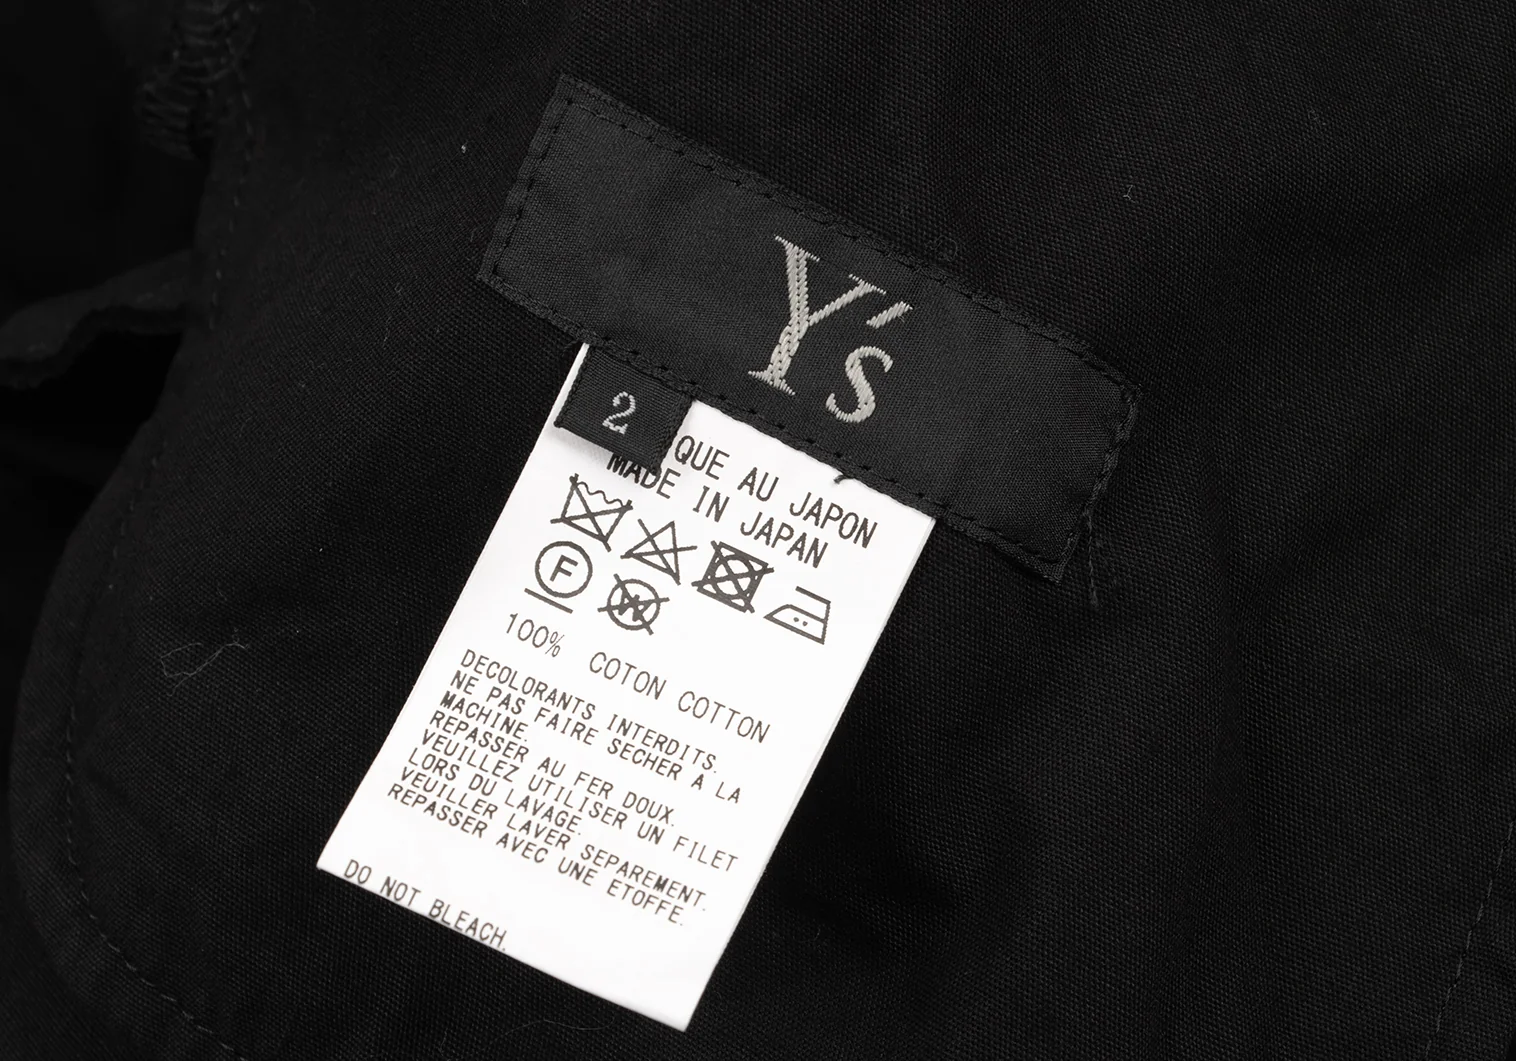 Y's
2
QUE AU JAPON
MADE IN JAPAN
F
W
100% COTON COTTON
DECOLORANTS INTERDITS.
NE PAS FAIRE SECHER A LA
MACHINE.
REPASSER AU FER DOUX.
VEUILLEZ UTILISER UN FILET
LORS DU LAVAGE.
VEUILLER LAVER SEPAREMENT.
REPASSER AVEC UNE ETOFFE.
DO NOT BLEACH.